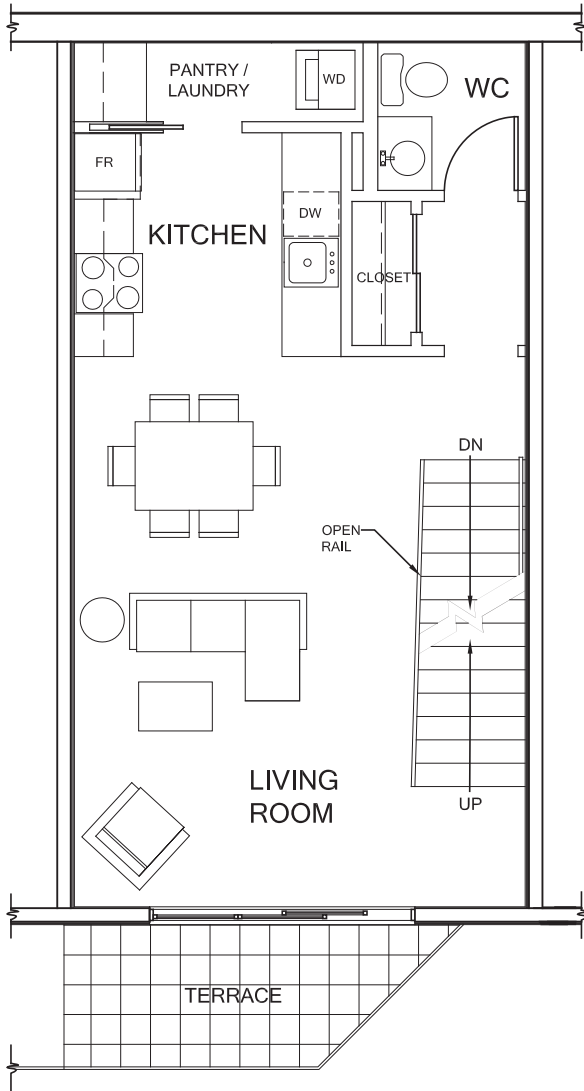 PANTRY /
LAUNDRY
WD
WC
FR
DW
KITCHEN
CLOSET
DN
OPEN
RAIL
LIVING
ROOM
UP
TERRACE